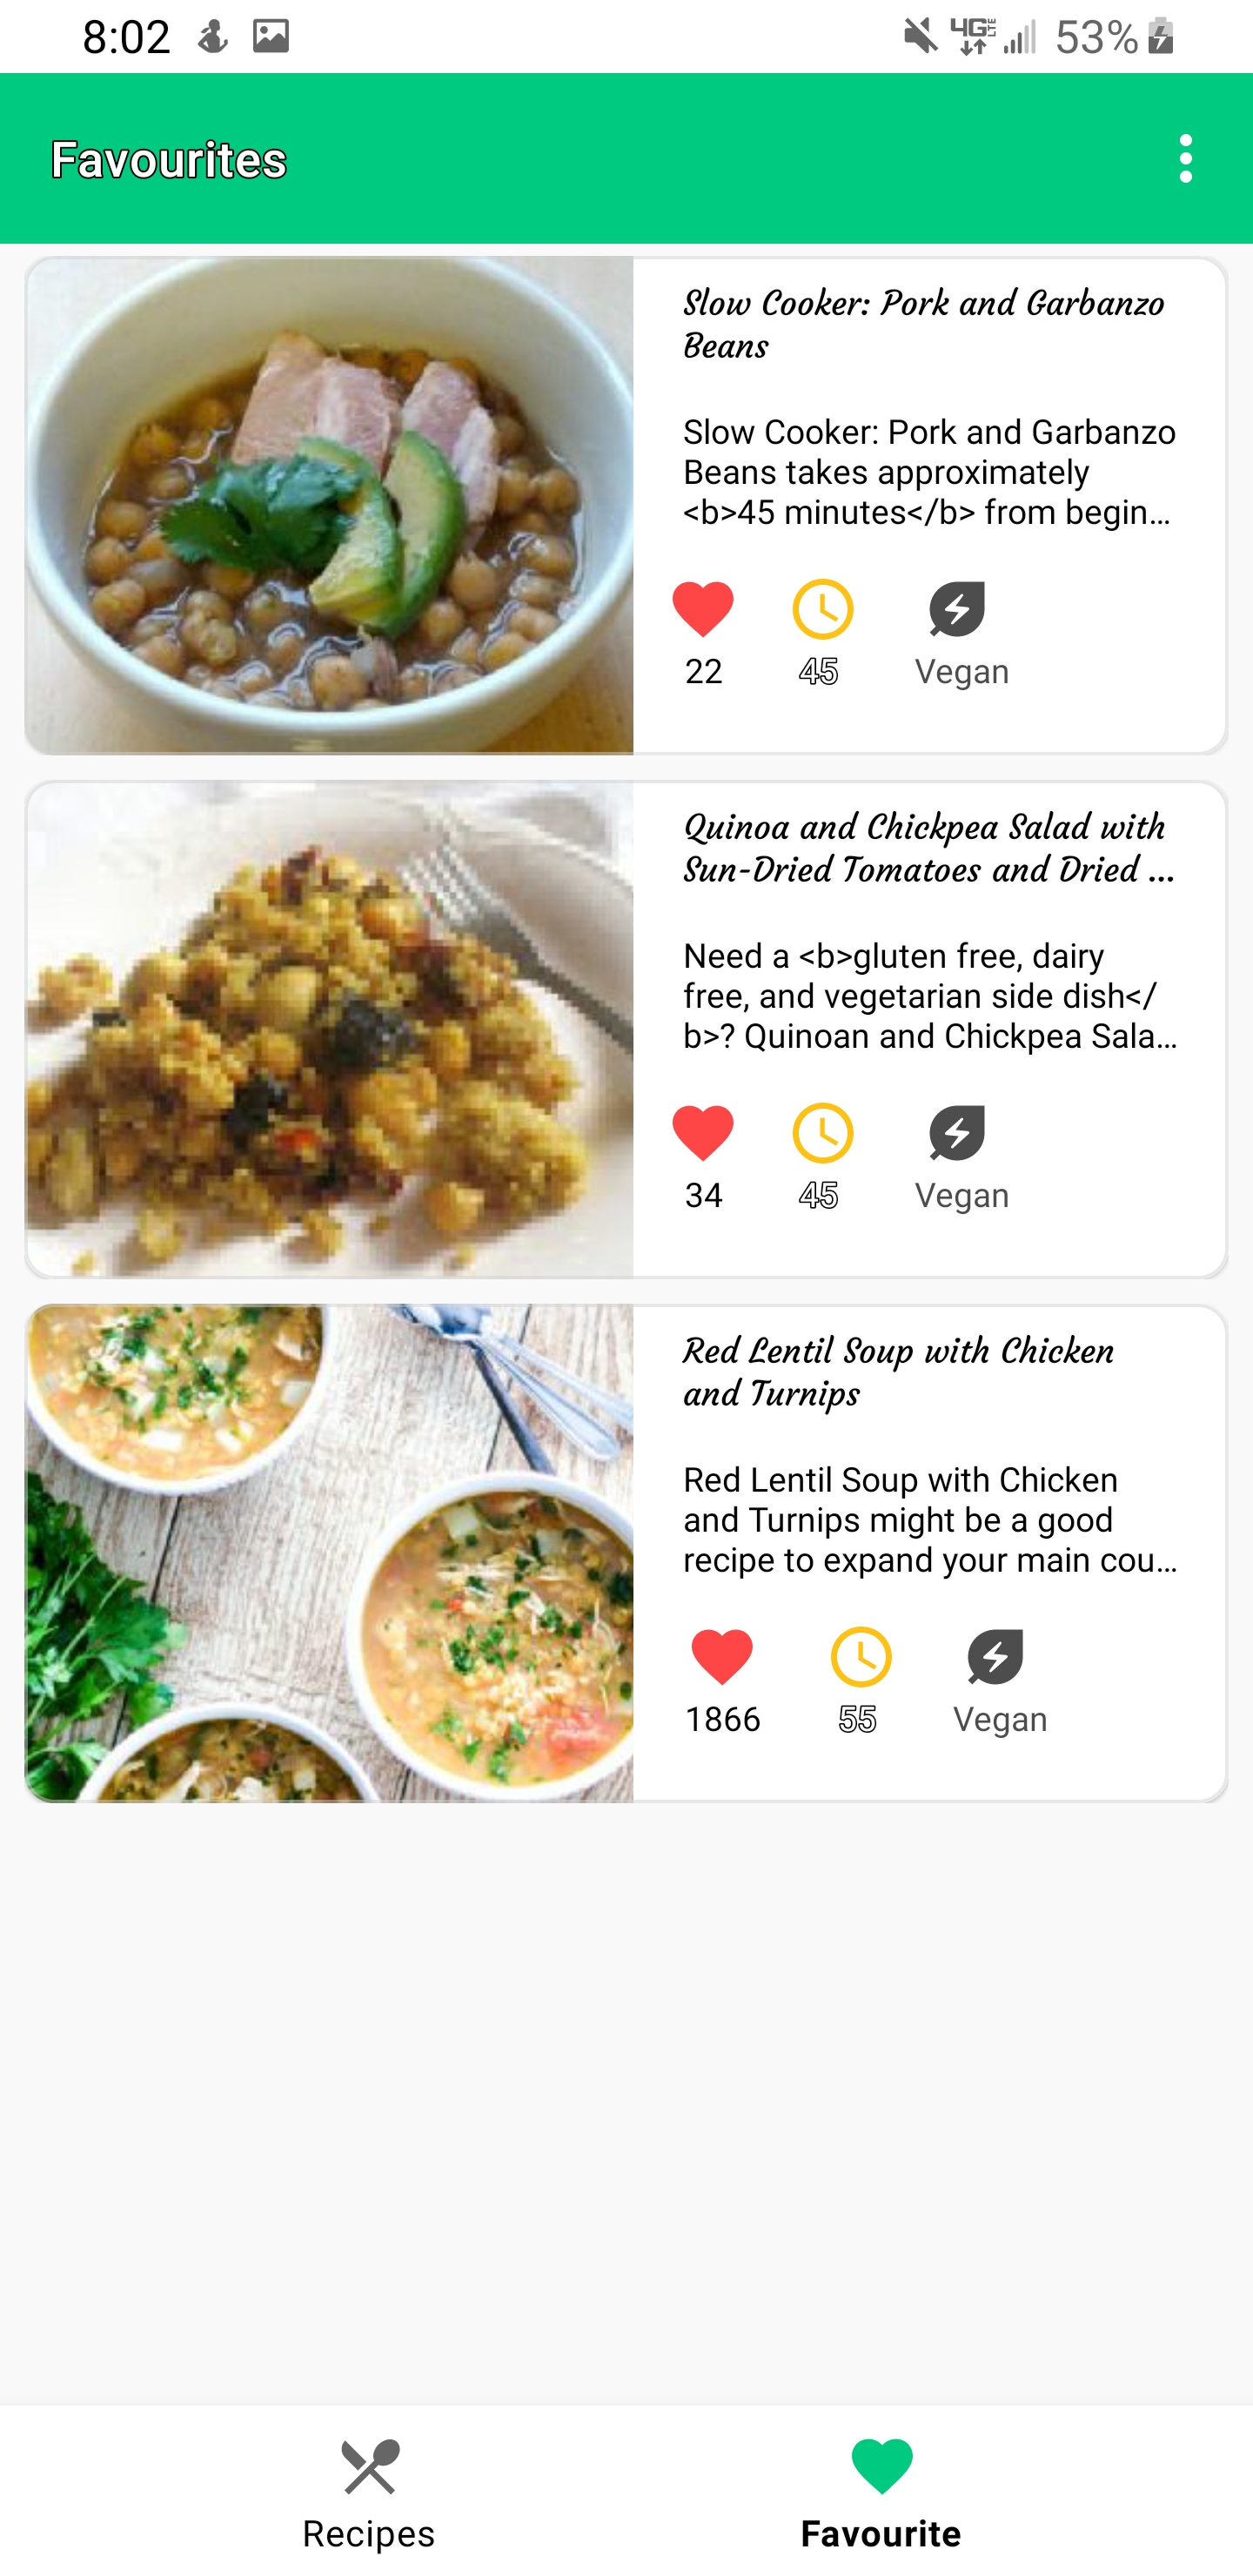 8:02
4G LTE 53%
Favourites
Slow Cooker: Pork and Garbanzo
Beans
Slow Cooker: Pork and Garbanzo
Beans takes approximately
<b>45 minutes</b> from begin...
22 45 Vegan
Quinoa and Chickpea Salad with
Sun-Dried Tomatoes and Dried ...
Need a <b>gluten free, dairy
free, and vegetarian side dish</
b>? Quinoan and Chickpea Sala...
34 45 Vegan
Red Lentil Soup with Chicken
and Turnips
Red Lentil Soup with Chicken
and Turnips might be a good
recipe to expand your main cou...
1866 55 Vegan
Recipes Favourite